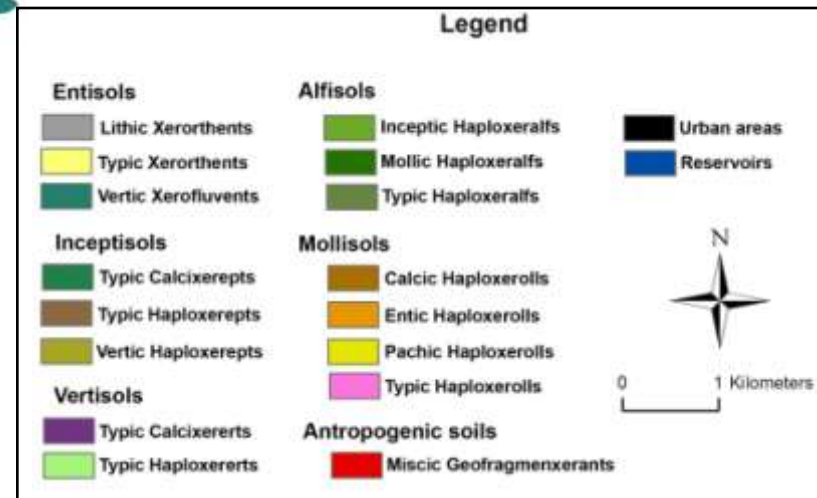 Legend
Entisols
Lithic Xerorthents
Typic Xerorthents
Vertic Xerofluvents
Inceptisols
Typic Calcixerepts
Typic Haploxerepts
Vertic Haploxerepts
Vertisols
Typic Calcixererts
Typic Haploxererts
Alfisols
Inceptic Haploxeralfs
Mollic Haploxeralfs
Typic Haploxeralfs
Mollisols
Calcic Haploxerolls
Entic Haploxerolls
Pachic Haploxerolls
Typic Haploxerolls
Antropogenic soils
Miscic Geofragmenxerants
Urban areas
Reservoirs
N
0 1 Kilometers